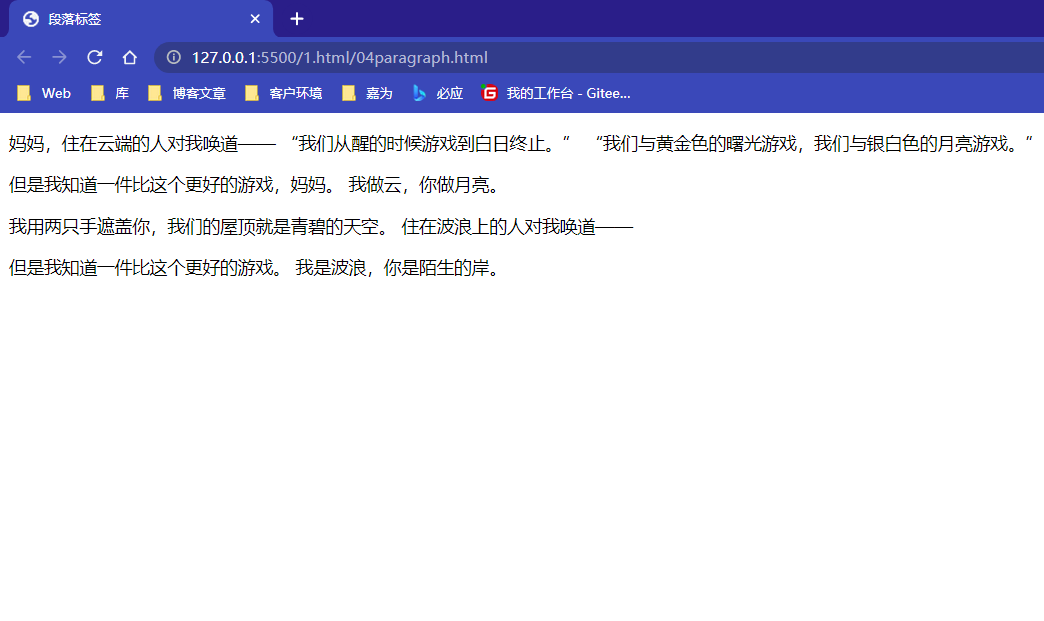 段落标签
127.0.0.1:5500/1.html/04paragraph.html
Web 库 博客文章 客户环境 嘉为 必应 我的工作台 - Gitee...
妈妈，住在云端的人对我唤道—— “我们从醒的时候游戏到白日终止。” “我们与黄金色的曙光游戏，我们与银白色的月亮游戏。”
但是我知道一件比这个更好的游戏，妈妈。 我做云，你做月亮。
我用两只手遮盖你，我们的屋顶就是青碧的天空。 住在波浪上的人对我唤道——
但是我知道一件比这个更好的游戏。 我是波浪，你是陌生的岸。